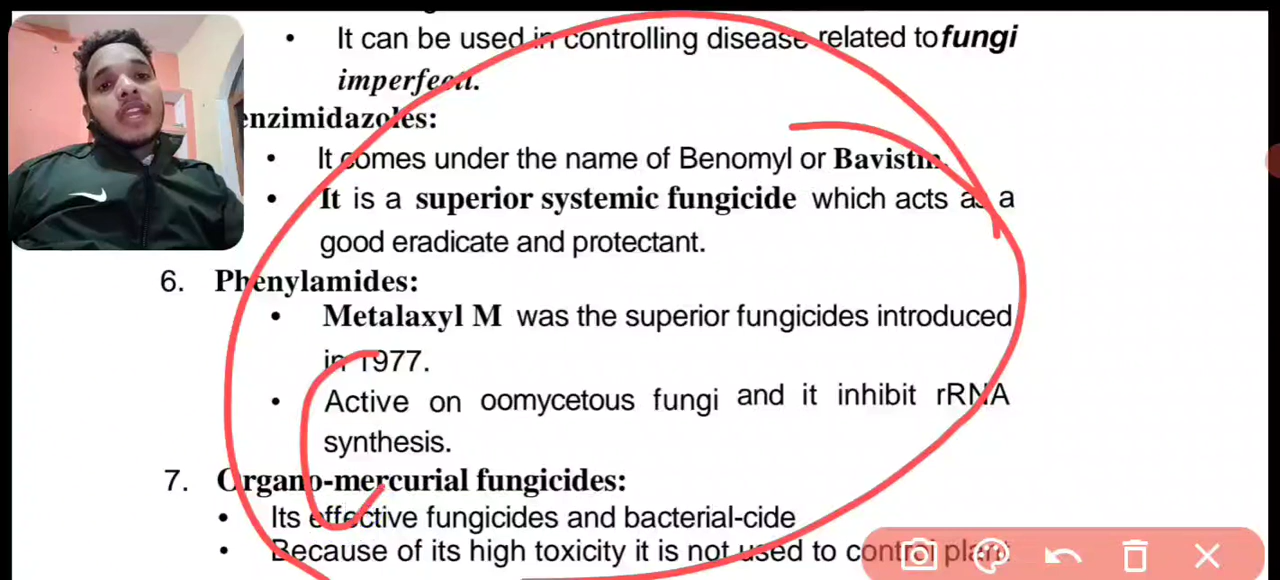 It can be used in controlling disease related to fungi
imperfecti.
enzimidazoles:
• It comes under the name of Benomyl or Bavistin.
• It is a superior systemic fungicide which acts as a
good eradicate and protectant.
6. Phenylamides:
• Metalaxyl M was the superior fungicides introduced
in 1977.
• Active on oomycetous fungi and it inhibit rRNA
synthesis.
7. Organo-mercurial fungicides:
• Its effective fungicides and bacterial-cide
• Because of its high toxicity it is not used to control plant